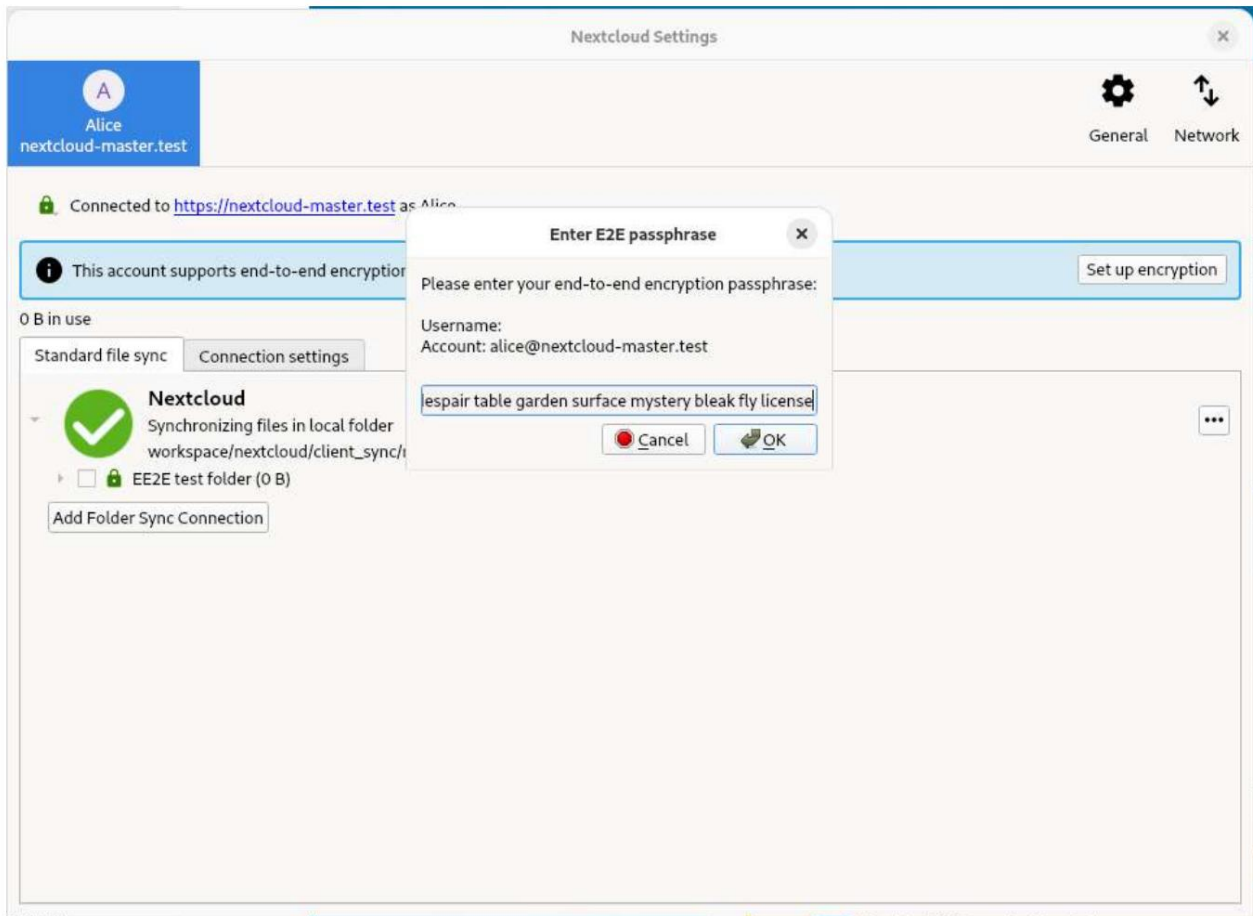 Nextcloud Settings
A
Alice
nextcloud-master.test
General
Network
Connected to https://nextcloud-master.test as Alice
This account supports end-to-end encryption
Set up encryption
Enter E2E passphrase
Please enter your end-to-end encryption passphrase:
Username:
Account: alice@nextcloud-master.test
table garden surface mystery bleak fly license
Cancel
OK
0 B in use
Standard file sync
Connection settings
Nextcloud
Synchronizing files in local folder
workspace/nextcloud/client_sync/
EE2E test folder (0 B)
Add Folder Sync Connection